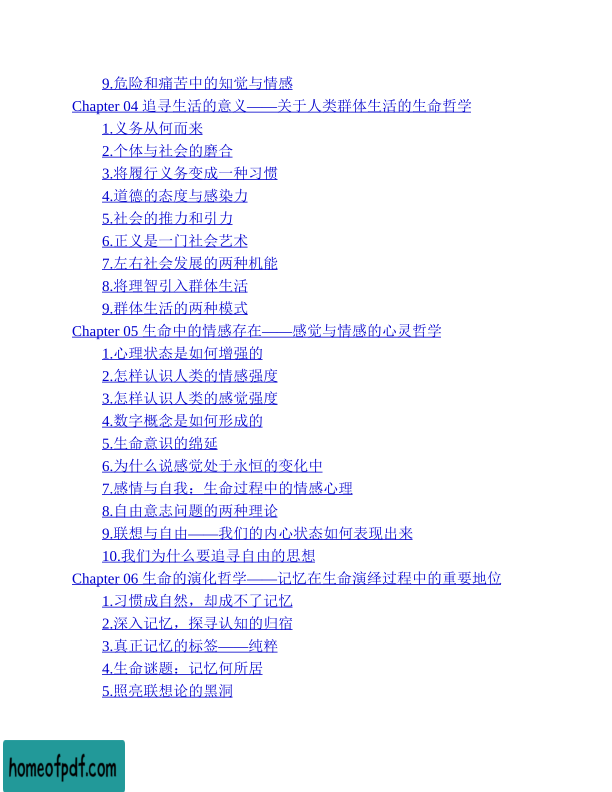 9.危险和痛苦中的知觉与情感
Chapter 04 追寻生活的意义——关于人类群体生活的生命哲学
1.义务从何而来
2.个体与社会的磨合
3.将履行义务变成一种习惯
4.道德的态度与感染力
5.社会的推力和引力
6.正义是一门社会艺术
7.左右社会发展的两种机能
8.将理智引入群体生活
9.群体生活的两种模式
Chapter 05 生命中的情感存在——感觉与情感的心灵哲学
1.心理状态是如何增强的
2.怎样认识人类的情感强度
3.怎样认识人类的感觉强度
4.数字概念是如何形成的
5.生命意识的绵延
6.为什么说感觉处于永恒的变化中
7.感情与自我：生命过程中的情感心理
8.自由意志问题的两种理论
9.联想与自由——我们的内心状态如何表现出来
10.我们为什么要追寻自由的思想
Chapter 06 生命的演化哲学——记忆在生命演绎过程中的重要地位
1.习惯成自然，却成不了记忆
2.深入记忆，探寻认知的归宿
3.真正记忆的标签——纯粹
4.生命谜题：记忆何所居
5.照亮联想论的黑洞
homeofpdf.com